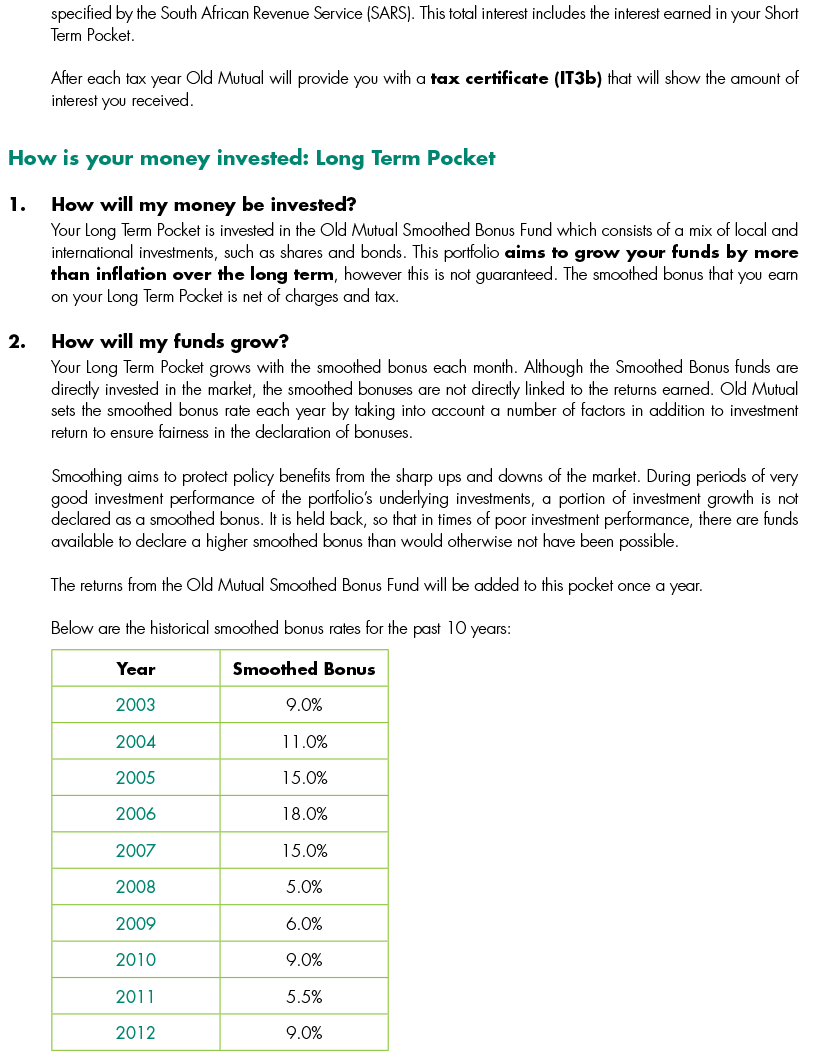 specified by the South African Revenue Service (SARS). This total interest includes the interest earned in your Short
Term Pocket.
After each tax year Old Mutual will provide you with a tax certificate (IT3b) that will show the amount of
interest you received.
How is your money invested: Long Term Pocket
1. How will my money be invested?
Your Long Term Pocket is invested in the Old Mutual Smoothed Bonus Fund which consists of a mix of local and
international investments, such as shares and bonds. This portfolio aims to grow your funds by more
than inflation over the long term, however this is not guaranteed. The smoothed bonus that you earn
on your Long Term Pocket is net of charges and tax.
2. How will my funds grow?
Your Long Term Pocket grows with the smoothed bonus each month. Although the Smoothed Bonus funds are
directly invested in the market, the smoothed bonuses are not directly linked to the returns earned. Old Mutual
sets the smoothed bonus rate each year by taking into account a number of factors in addition to investment
return to ensure fairness in the declaration of bonuses.
Smoothing aims to protect policy benefits from the sharp ups and downs of the market. During periods of very
good investment performance of the portfolio's underlying investments, a portion of investment growth is not
declared as a smoothed bonus. It is held back, so that in times of poor investment performance, there are funds
available to declare a higher smoothed bonus than would otherwise not have been possible.
The returns from the Old Mutual Smoothed Bonus Fund will be added to this pocket once a year.
Below are the historical smoothed bonus rates for the past 10 years:
Year Smoothed Bonus
2003 9.0%
2004 11.0%
2005 15.0%
2006 18.0%
2007 15.0%
2008 5.0%
2009 6.0%
2010 9.0%
2011 5.5%
2012 9.0%